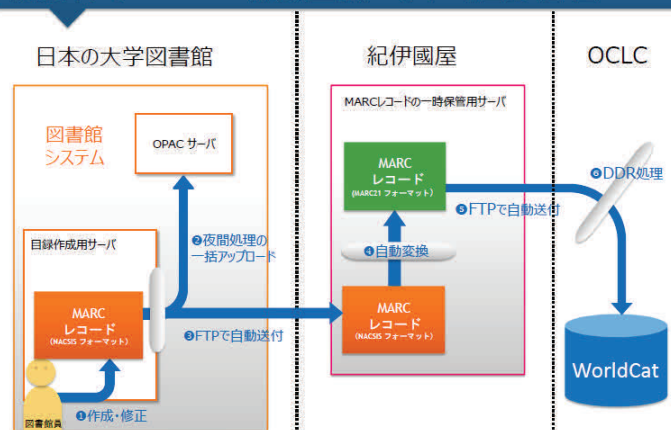 日本の大学図書館
紀伊國屋
OCLC
図書館
システム
OPAC サーバ
目録作成用サーバ
MARC
レコード
(NACSIS フォーマット)
図書館員
❶作成・修正
❷夜間処理の
一括アップロード
❸FTPで自動送付
MARCレコードの一時保管用サーバ
MARC
レコード
(MARC21 フォーマット)
❹自動変換
MARC
レコード
(NACSIS フォーマット)
❺FTPで自動送付
❻DDR処理
WorldCat